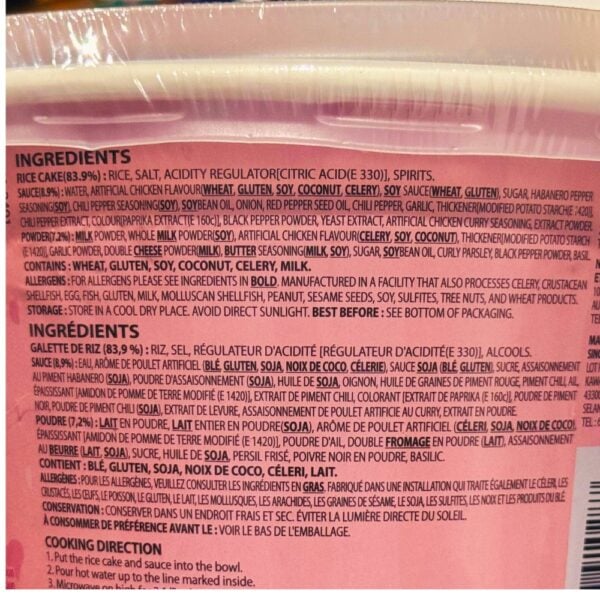 INGREDIENTS
RICE CAKE(83.9%) : RICE, SALT, ACIDITY REGULATOR[CITRIC ACID(E 330)], SPIRITS.
SAUCE(8.9%) : WATER, ARTIFICIAL CHICKEN FLAVOUR(WHEAT, GLUTEN, SOY, COCONUT, CELERY), SOY SAUCE(WHEAT, GLUTEN), SUGAR, HABANERO PEPPER
SEASONING(SOY), CHILI PEPPER SEASONING(SOY), SOYBEAN OIL, ONION, RED PEPPER SEED OIL, CHILI PEPPER, GARLIC, THICKENER[MODIFIED POTATO STARCH(E 1420)],
CHILI PEPPER EXTRACT, COLOUR[PAPRIKA EXTRACT(E 160c)], BLACK PEPPER POWDER, YEAST EXTRACT, ARTIFICIAL CHICKEN CURRY SEASONING, EXTRACT POWDER.
POWDER(7.2%) : MILK POWDER, WHOLE MILK POWDER(SOY), ARTIFICIAL CHICKEN FLAVOUR(CELERY, SOY, COCONUT), THICKENER[MODIFIED POTATO STARCH
(E 1420)], GARLIC POWDER, DOUBLE CHEESE POWDER(MILK), BUTTER SEASONING(MILK, SOY), SUGAR, SOYBEAN OIL, CURLY PARSLEY, BLACK PEPPER POWDER, BASIL.
CONTAINS : WHEAT, GLUTEN, SOY, COCONUT, CELERY, MILK.
ALLERGENS : FOR ALLERGENS PLEASE SEE INGREDIENTS IN BOLD. MANUFACTURED IN A FACILITY THAT ALSO PROCESSES CELERY, CRUSTACEAN
SHELLFISH, EGG, FISH, GLUTEN, MILK, MOLLUSCAN SHELLFISH, PEANUT, SESAME SEEDS, SOY, SULFITES, TREE NUTS, AND WHEAT PRODUCTS.
STORAGE : STORE IN A COOL DRY PLACE. AVOID DIRECT SUNLIGHT. BEST BEFORE : SEE BOTTOM OF PACKAGING.
INGRÉDIENTS
GALETTE DE RIZ (83,9 %) : RIZ, SEL, RÉGULATEUR D'ACIDITÉ [RÉGULATEUR D'ACIDITÉ(E 330)], ALCOOLS.
SAUCE (8,9%) : EAU, ARÔME DE POULET ARTIFICIEL (BLÉ, GLUTEN, SOJA, NOIX DE COCO, CÉLERIE), SAUCE SOJA (BLÉ, GLUTEN), SUCRE, ASSAISONNEMENT
AU PIMENT HABANERO (SOJA), POUDRE D'ASSAISONNEMENT (SOJA), HUILE DE SOJA, OIGNON, HUILE DE GRAINES DE PIMENT ROUGE, PIMENT CHILI, AIL,
ÉPAISSISSANT [AMIDON DE POMME DE TERRE MODIFIÉ (E 1420)], EXTRAIT DE PIMENT CHILI, COLORANT [EXTRAIT DE PAPRIKA (E 160c)], POUDRE DE PIMENT
NOIR, POUDRE DE PIMENT CHILI (SOJA), EXTRAIT DE LEVURE, ASSAISONNEMENT DE POULET ARTIFICIE AU CURRY, EXTRAIT EN POUDRE.
POUDRE (7,2%) : LAIT EN POUDRE, LAIT ENTIER EN POUDRE(SOJA), ARÔME DE POULET ARTIFICIEL (CÉLERI, SOJA, NOIX DE COCO),
ÉPAISSISSANT [AMIDON DE POMME DE TERRE MODIFIÉ (E 1420)], POUDRE D'AIL, DOUBLE FROMAGE EN POUDRE (LAIT), ASSAISONNEMENT
AU BEURRE (LAIT, SOJA), SUCRE, HUILE DE SOJA, PERSIL FRISÉ, POIVRE NOIR EN POUDRE, BASILIC.
CONTIENT : BLÉ, GLUTEN, SOJA, NOIX DE COCO, CÉLERI, LAIT.
ALLERGÈNES : POUR LES ALLERGÈNES, VEUILLEZ CONSULTER LES INGRÉDIENTS EN GRAS. FABRIQUÉ DANS UNE INSTALLATION QUI TRAITE ÉGALEMENT LE CÉLERI, LES
CRUSTACÉS, LES ŒUFS, LE POISSON, LE GLUTEN, LE LAIT, LES MOLLUSQUES, LES ARACHIDES, LES GRAINES DE SÉSAME, LE SOJA, LES SULFITES, LES NOIX ET LES PRODUITS DU BLÉ.
CONSERVATION : CONSERVER DANS UN ENDROIT FRAIS ET SEC. ÉVITER LA LUMIÈRE DIRECTE DU SOLEIL.
À CONSOMMER DE PRÉFÉRENCE AVANT LE : VOIR LE BAS DE L'EMBALLAGE.
COOKING DIRECTION
1. Put the rice cake and sauce into the bowl.
2. Pour hot water up to the line marked inside.
3. Microwave on high for